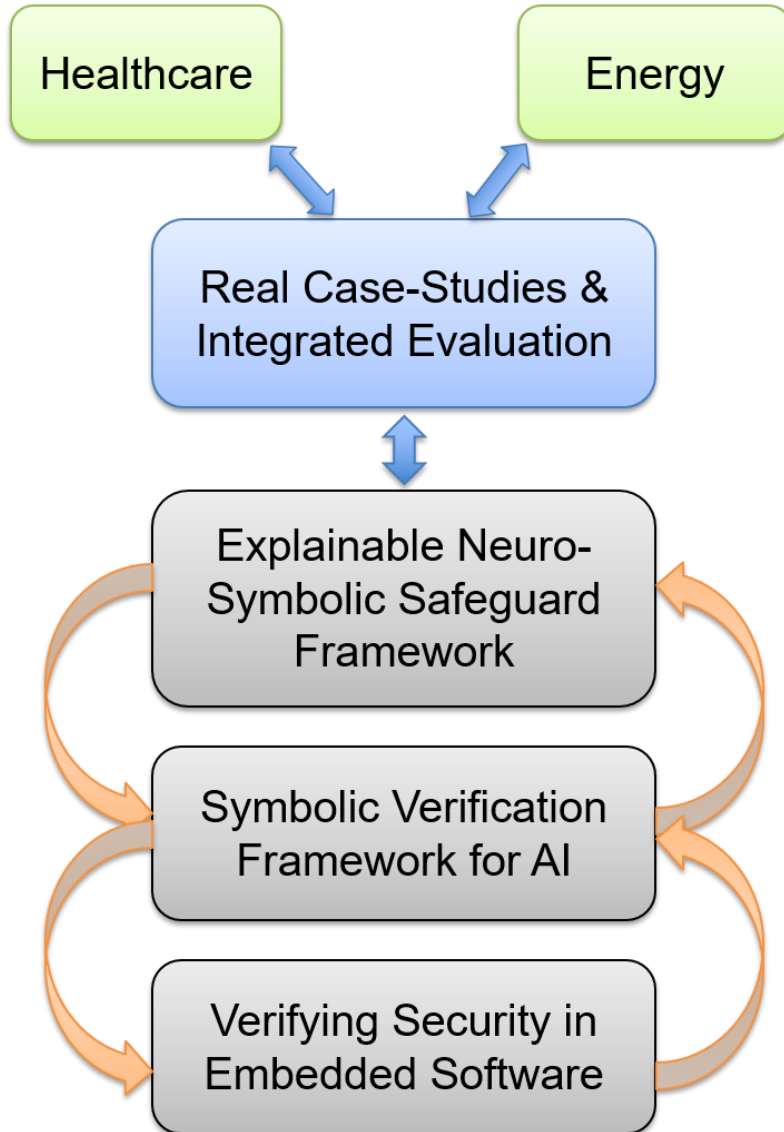 Healthcare
Energy
Real Case-Studies &
Integrated Evaluation
Explainable Neuro-
Symbolic Safeguard
Framework
Symbolic Verification
Framework for AI
Verifying Security in
Embedded Software